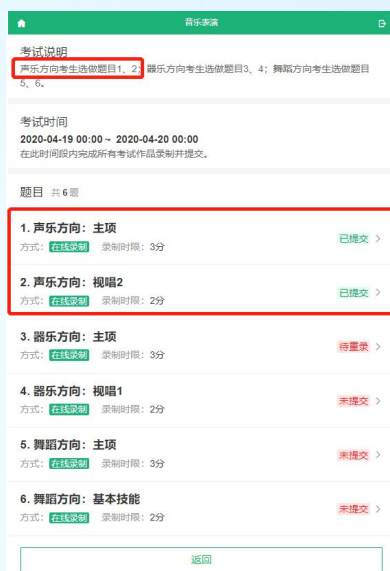 音乐表演
考试说明
声乐方向考生选做题目1、2；器乐方向考生选做题目3、4；舞蹈方向考生选做题目
5、6。
考试时间
2020-04-19 00:00 ~ 2020-04-20 00:00
在此时间段内完成所有考试作品录制并提交。
题目 共6题
1. 声乐方向：主项
方式：在线录制 录制时限：3分
已提交
2. 声乐方向：视唱2
方式：在线录制 录制时限：2分
已提交
3. 器乐方向：主项
方式：在线录制 录制时限：3分
待重录
4. 器乐方向：视唱1
方式：在线录制 录制时限：2分
未提交
5. 舞蹈方向：主项
方式：在线录制 录制时限：3分
未提交
6. 舞蹈方向：基本技能
方式：在线录制 录制时限：2分
未提交
返回